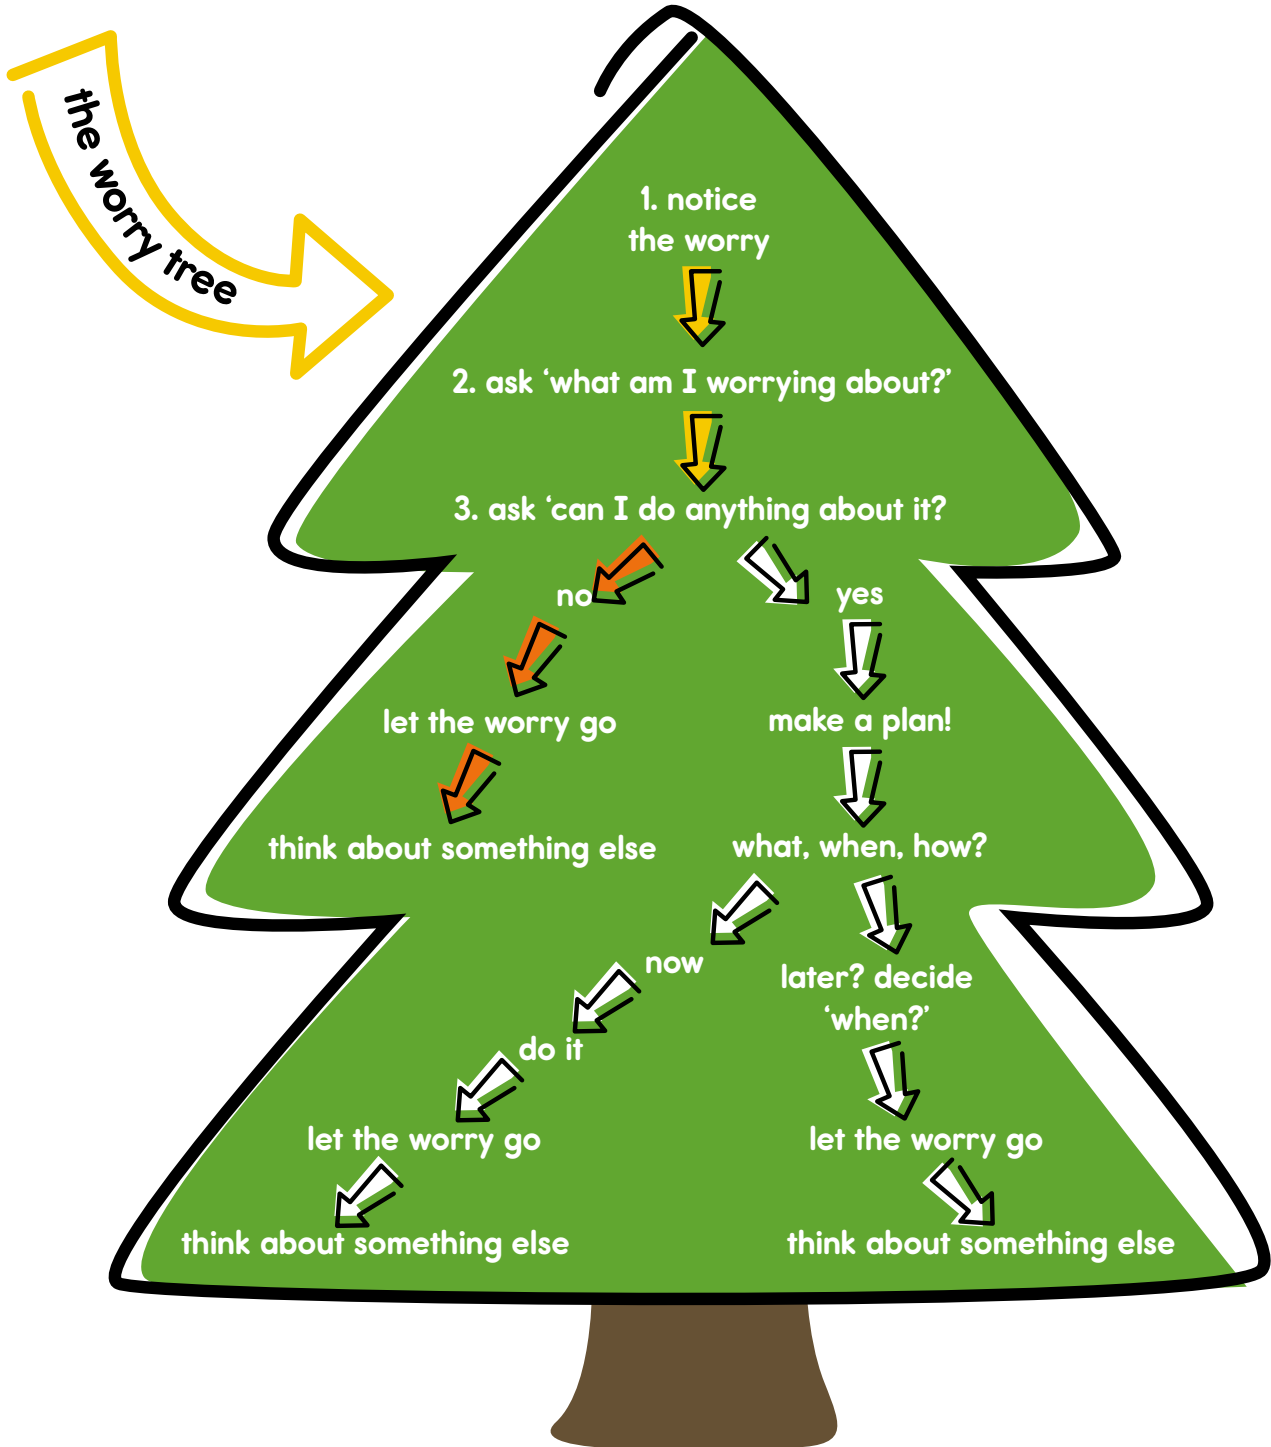 the worry tree
1. notice
the worry
2. ask ‘what am I worrying about?’
3. ask ‘can I do anything about it?
no
yes
let the worry go
make a plan!
think about something else
what, when, how?
now
later? decide
‘when?’
do it
let the worry go
let the worry go
think about something else
think about something else